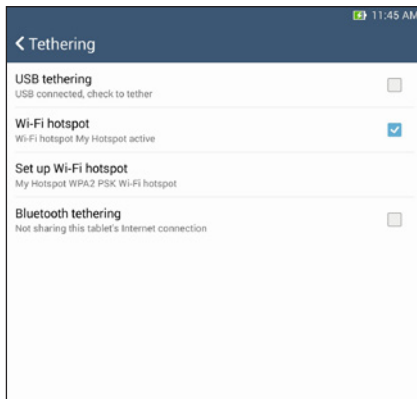 11:45 AM
Tethering
USB tethering
USB connected, check to tether
Wi-Fi hotspot
Wi-Fi hotspot My Hotspot active
Set up Wi-Fi hotspot
My Hotspot WPA2 PSK Wi-Fi hotspot
Bluetooth tethering
Not sharing this tablet's Internet connection